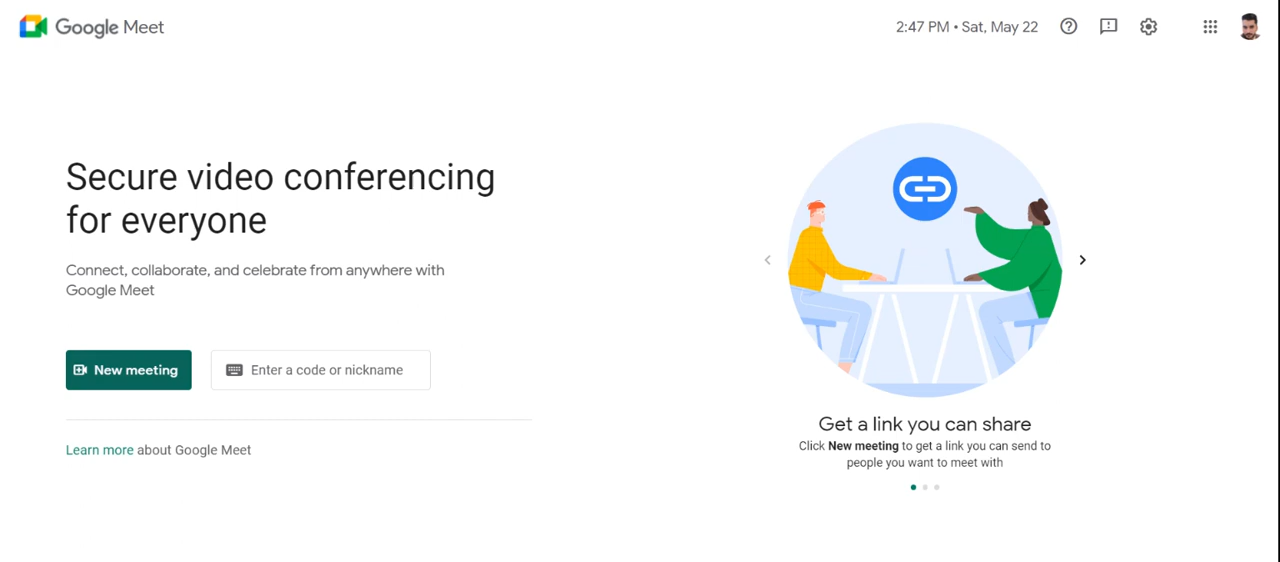 Google Meet
2:47 PM • Sat, May 22
Secure video conferencing
for everyone
Connect, collaborate, and celebrate from anywhere with
Google Meet
New meeting
Enter a code or nickname
Learn more about Google Meet
Get a link you can share
Click New meeting to get a link you can send to
people you want to meet with